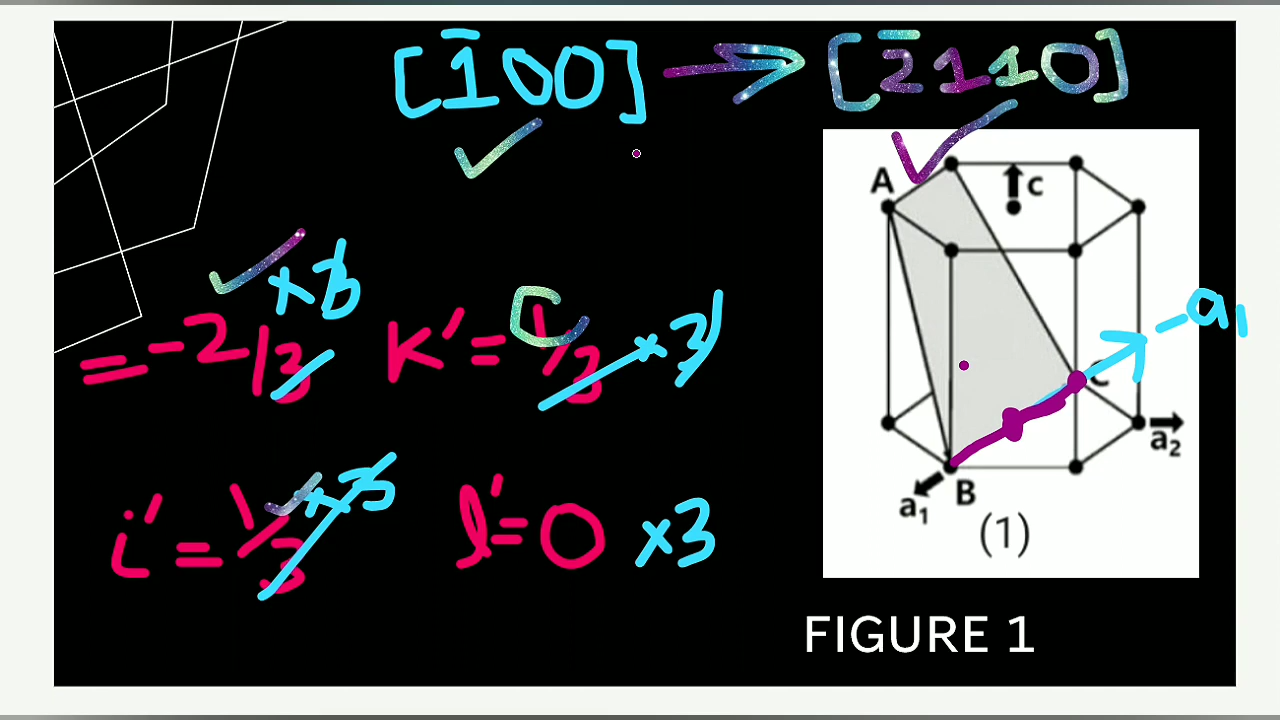 [1̄00] → [2̄110]
= -2/3 ×3 K' = 1/3 ×3
i' = 1/3 ×3 l' = 0 ×3
A
c
-a₁
C
a₂
a₁
B
(1)
FIGURE 1